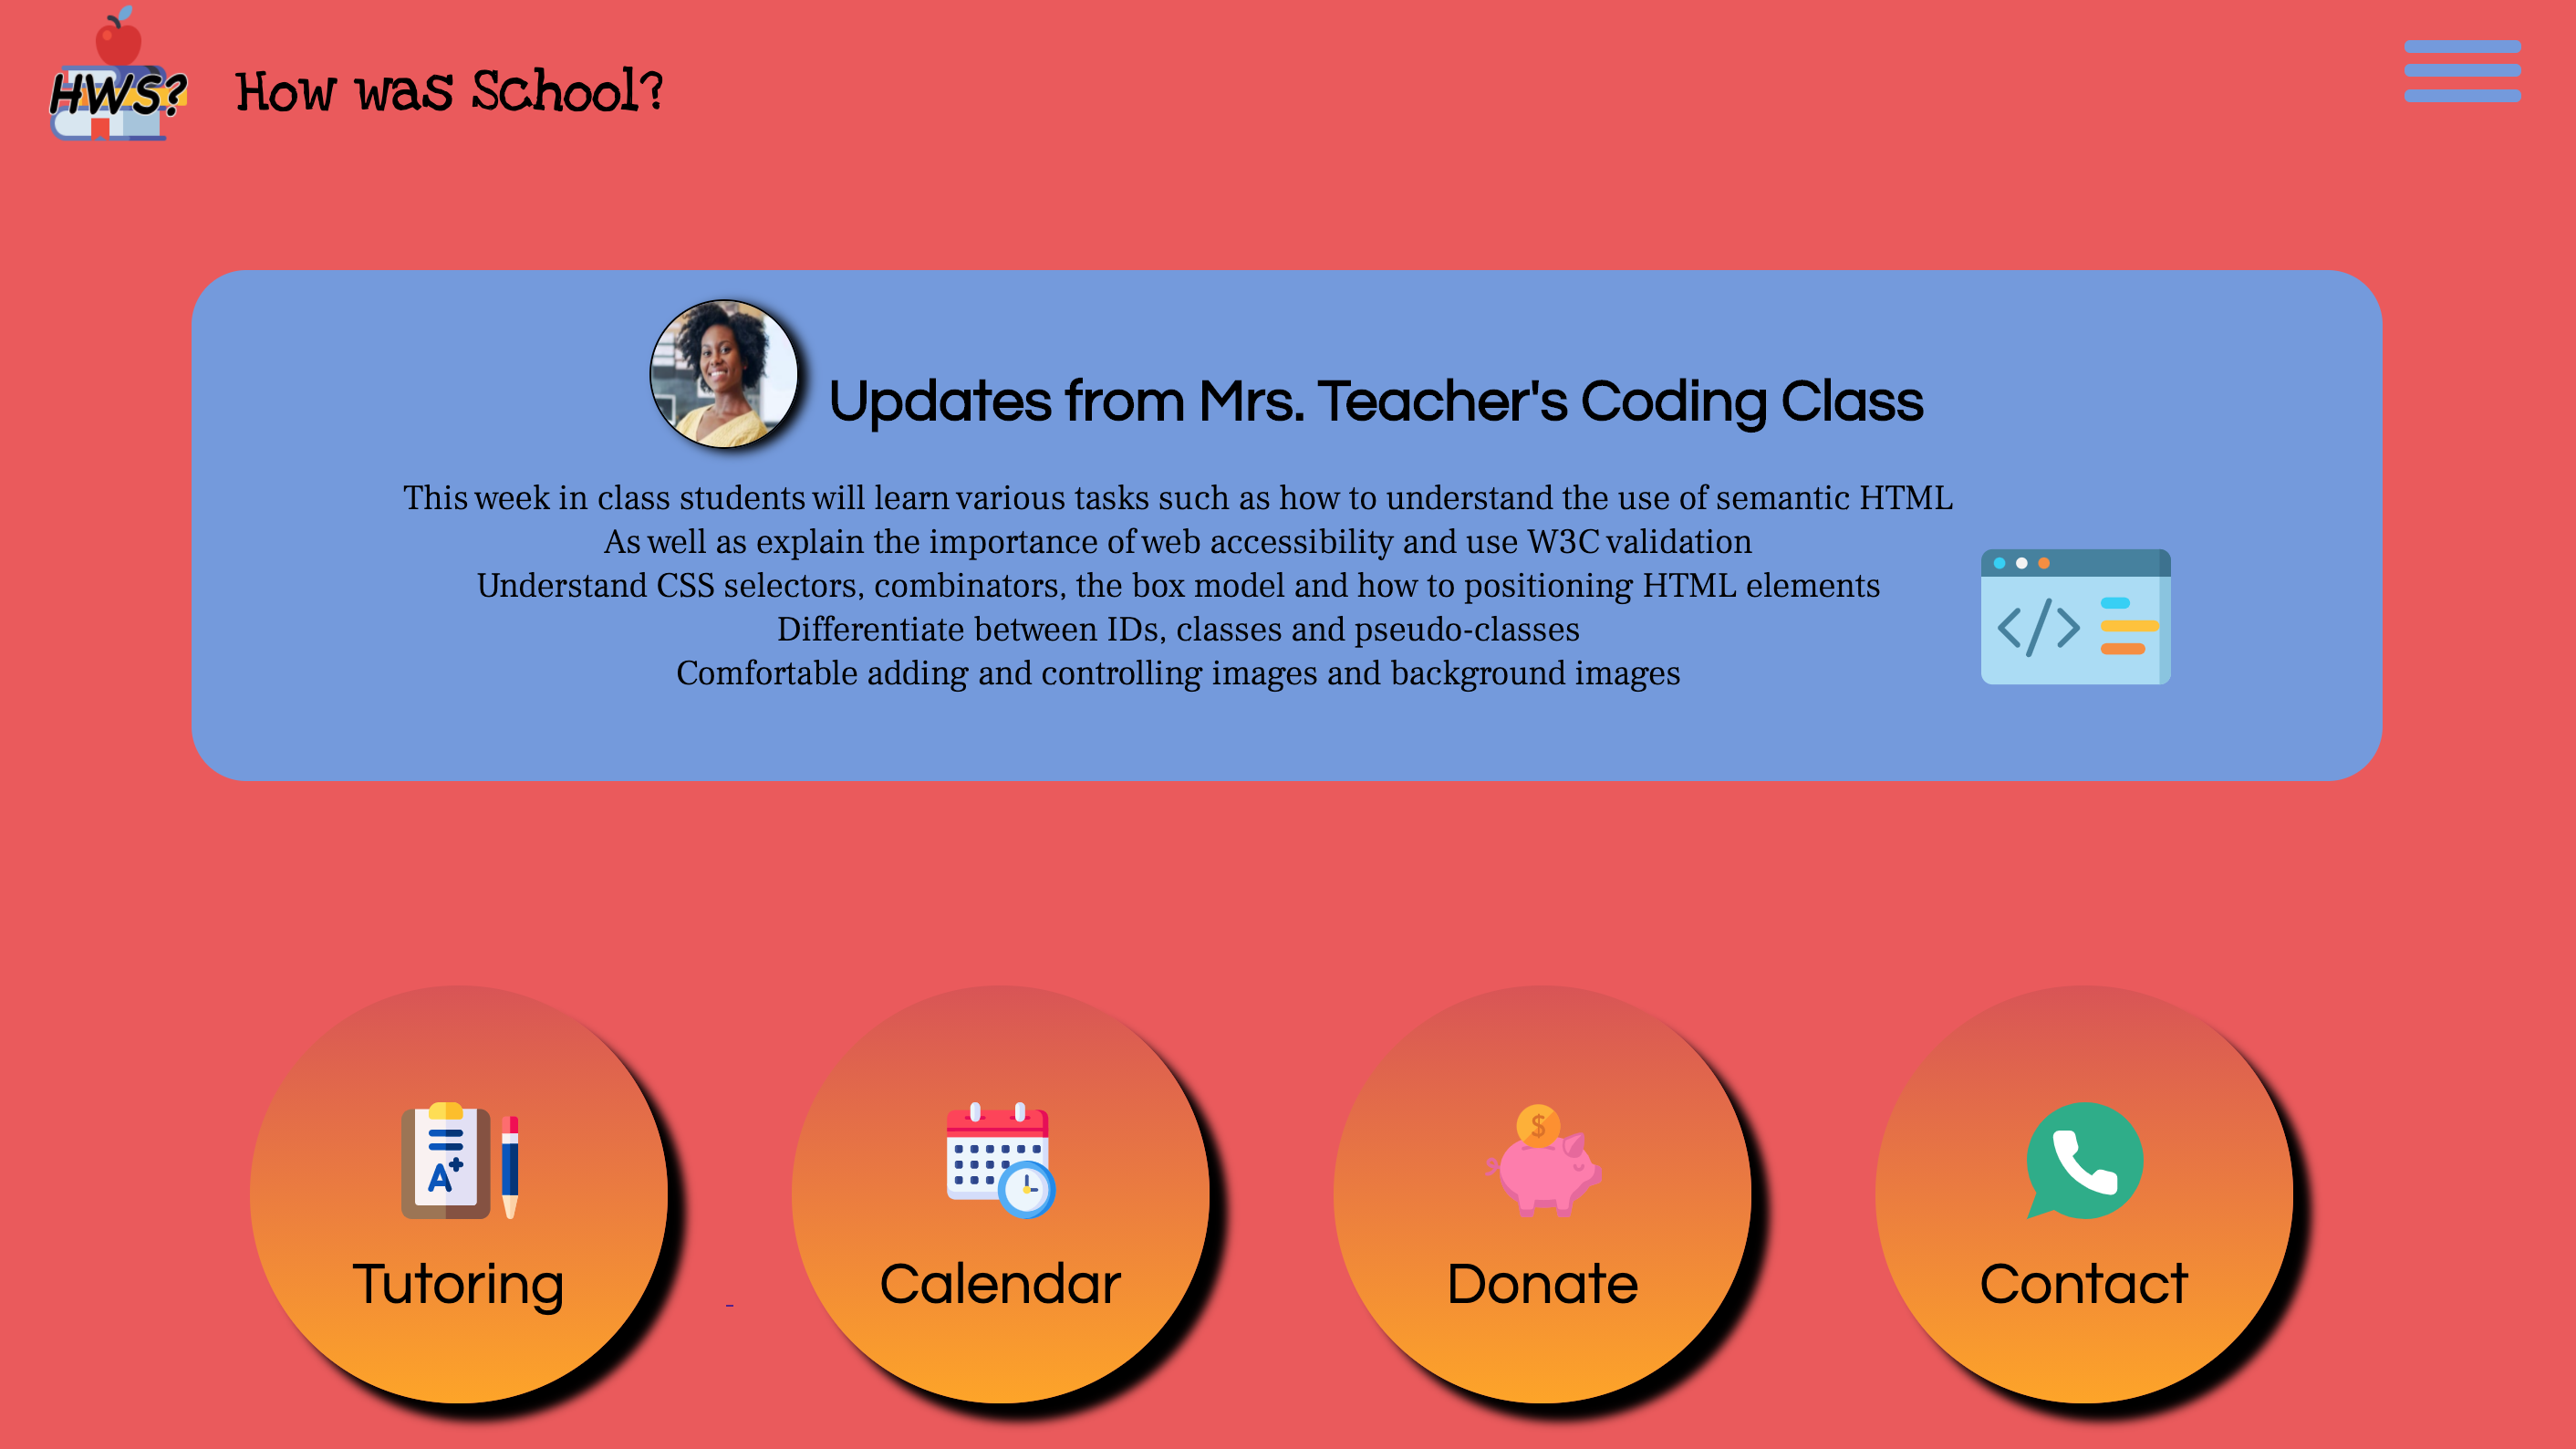 HWS?
How was School?
Updates from Mrs. Teacher's Coding Class
This week in class students will learn various tasks such as how to understand the use of semantic HTML
As well as explain the importance of web accessibility and use W3C validation
Understand CSS selectors, combinators, the box model and how to positioning HTML elements
Differentiate between IDs, classes and pseudo-classes
Comfortable adding and controlling images and background images
</>
A+
$
Tutoring
Calendar
Donate
Contact